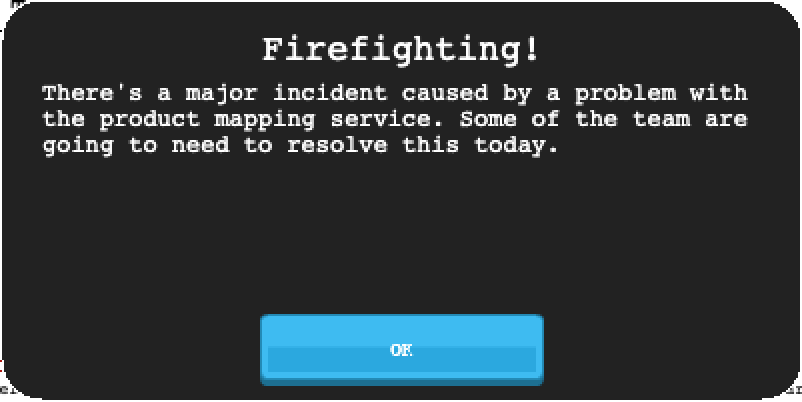 Firefighting!
There's a major incident caused by a problem with
the product mapping service. Some of the team are
going to need to resolve this today.
OK